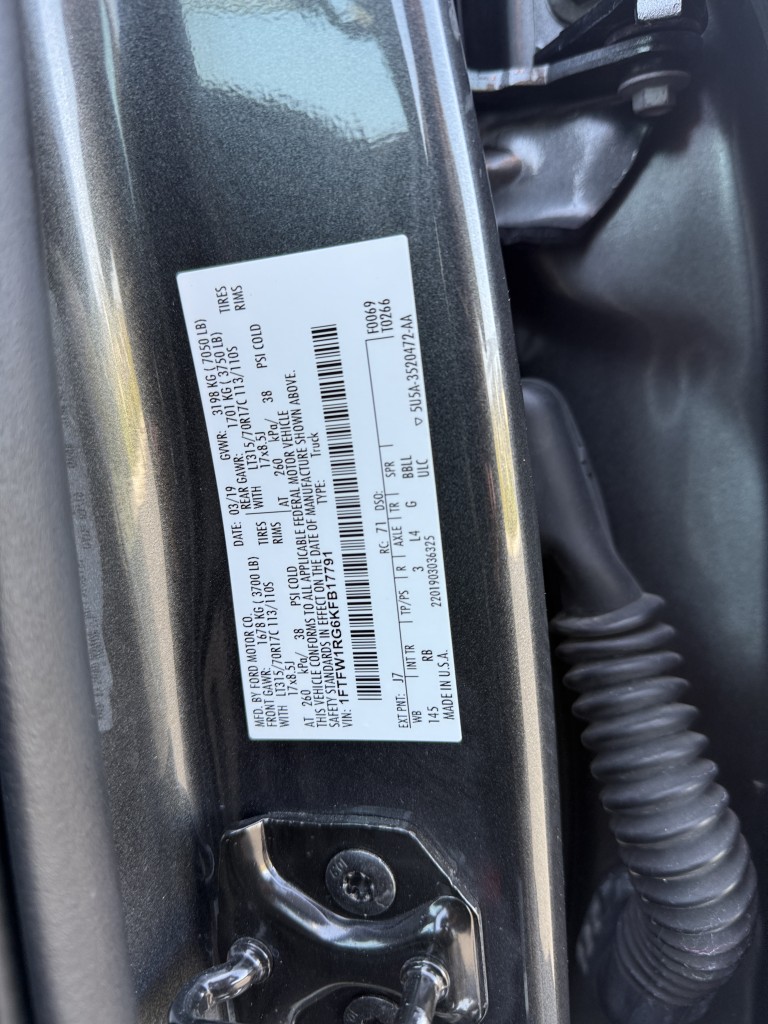 MFD. BY FORD MOTOR CO.
DATE: 03/19 GVWR: 3198 KG ( 7050 LB)
FRONT GAWR: 1678 KG ( 3700 LB) REAR GAWR: 1701 KG ( 3750 LB)
WITH LT315/70R17C 113/110S TIRES WITH LT315/70R17C 113/110S TIRES
17x8.5J RIMS 17x8.5J RIMS
AT 260 kPa/ 38 PSI COLD AT 260 kPa/ 38 PSI COLD
THIS VEHICLE CONFORMS TO ALL APPLICABLE FEDERAL MOTOR VEHICLE
SAFETY STANDARDS IN EFFECT ON THE DATE OF MANUFACTURE SHOWN ABOVE.
VIN: 1FTFW1RG6KFB17791 TYPE: Truck
EXT PNT: J7 RC: 71 DSO: F0069
WB INT TR TP/PS R AXLE TR SPR T0266
145 RB 3 L4 G BBLL
ULC
MADE IN U.S.A. 2201903036325 ▽ 5U5A-3520472-AA